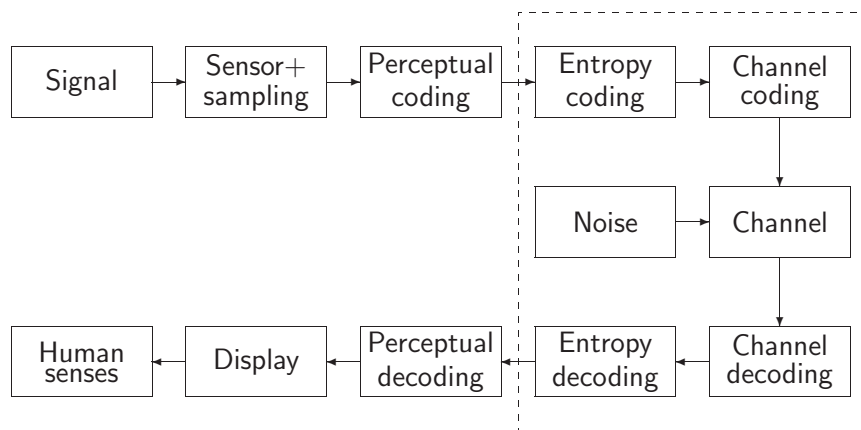 Signal
Sensor+
sampling
Perceptual
coding
Entropy
coding
Channel
coding
Noise
Channel
Human
senses
Display
Perceptual
decoding
Entropy
decoding
Channel
decoding